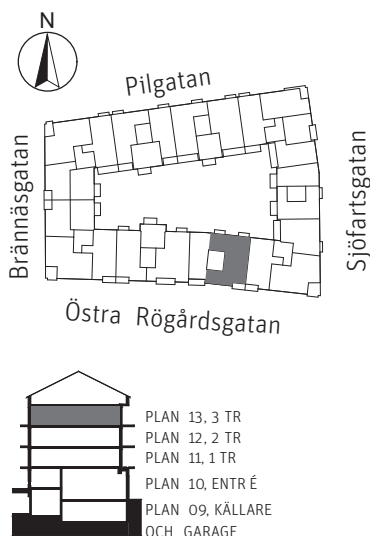 N
Pilgatan
Brännäsgatan
Sjöfartsgatan
Östra Rögårdsgatan
PLAN 13, 3 TR
PLAN 12, 2 TR
PLAN 11, 1 TR
PLAN 10, ENTR É
PLAN 09, KÄLLARE
OCH GARAGE